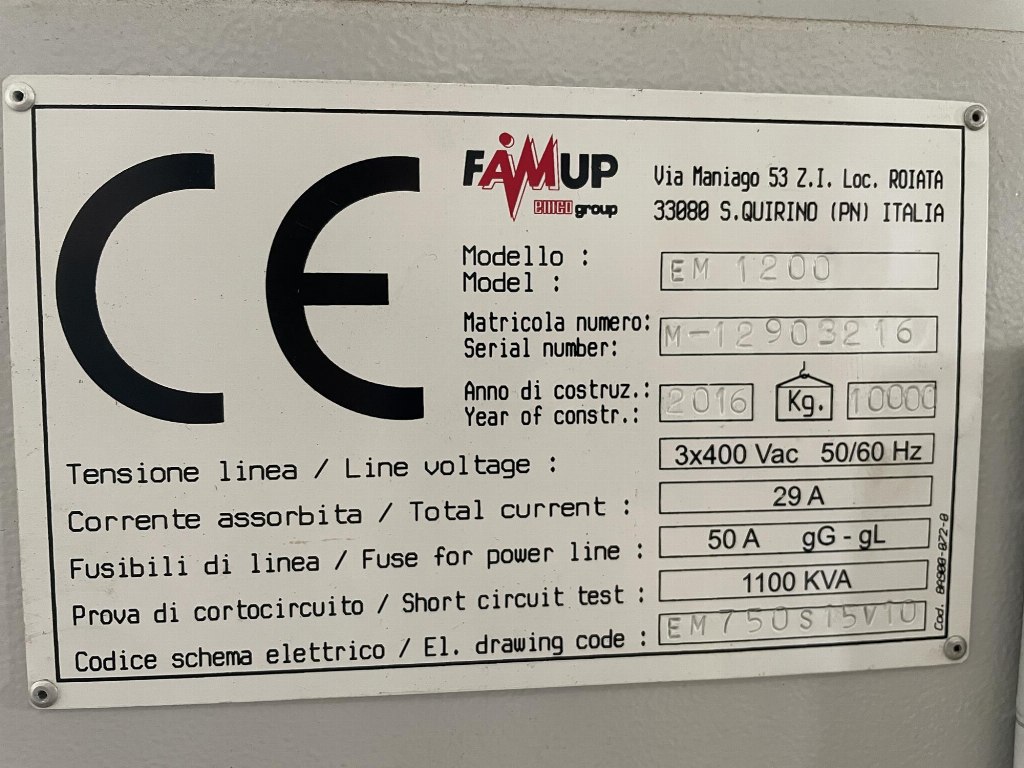 CE
FAMUP
emco group
Via Maniago 53 Z.I. Loc. ROIATA
33080 S.QUIRINO (PN) ITALIA
Modello :
Model :
EM 1200
Matricola numero:
Serial number:
M-12903216
Anno di costruz.:
Year of constr.:
2016 Kg. 10000
Tensione linea / Line voltage : 3x400 Vac 50/60 Hz
Corrente assorbita / Total current : 29 A
Fusibili di linea / Fuse for power line : 50 A gG - gL
Prova di cortocircuito / Short circuit test : 1100 KVA
Codice schema elettrico / El. drawing code : EM750S15V10